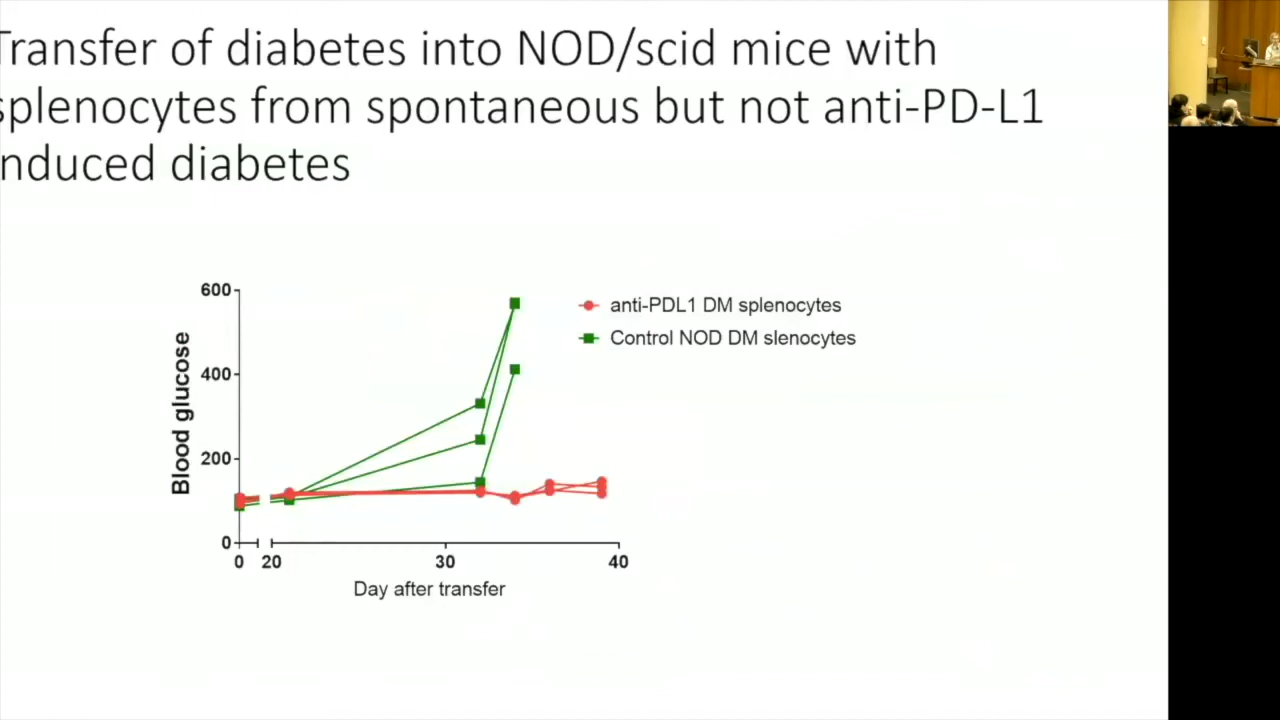 Transfer of diabetes into NOD/scid mice with
splenocytes from spontaneous but not anti-PD-L1
induced diabetes
600
400
200
0
Blood glucose
0 20 30 40
Day after transfer
anti-PDL1 DM splenocytes
Control NOD DM slenocytes